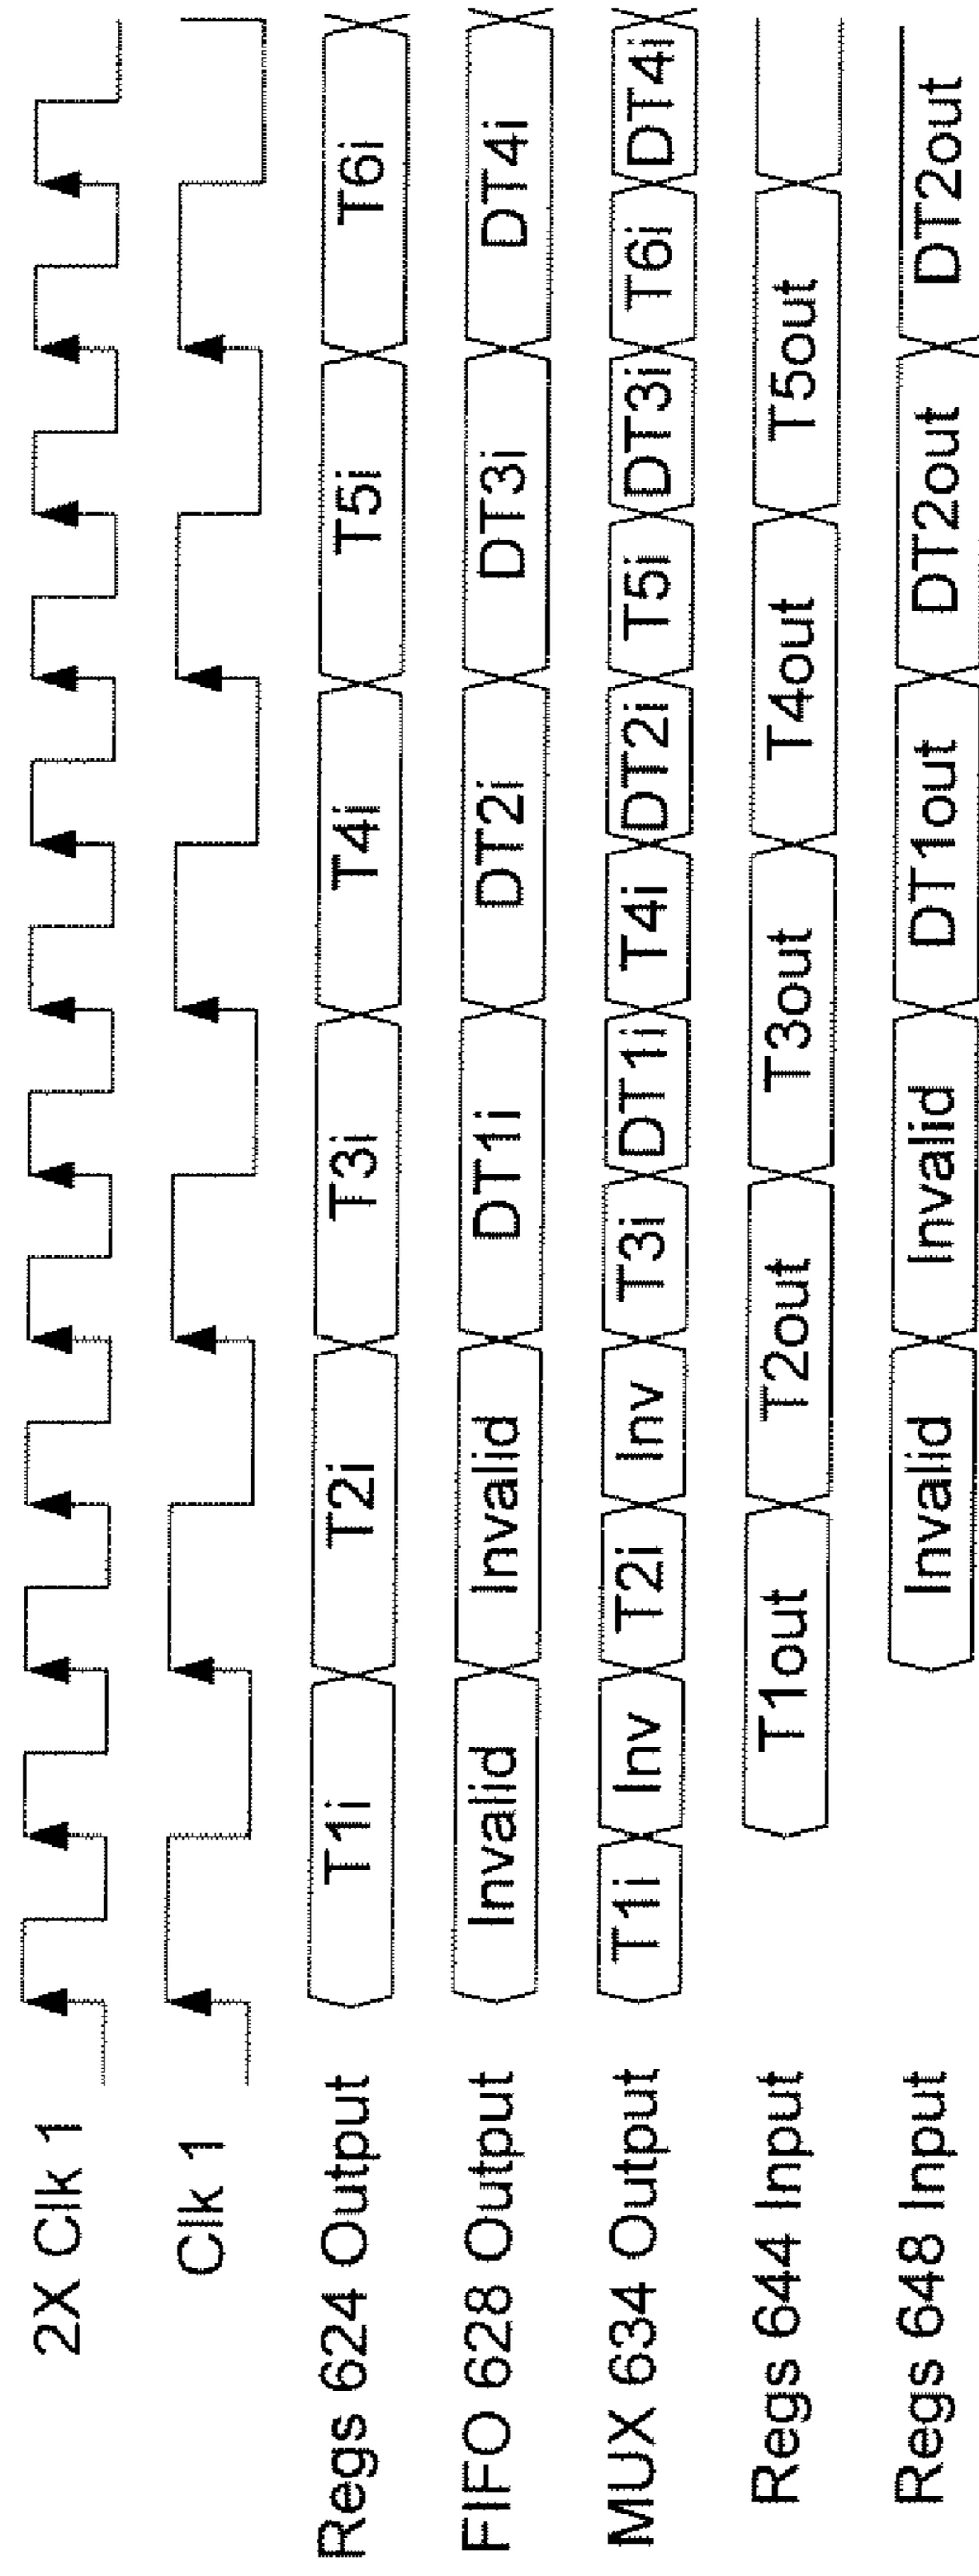 2X Clk 1
Clk 1
Regs 624 Output T1i T2i T3i T4i T5i T6i
FIFO 628 Output Invalid Invalid DT1i DT2i DT3i DT4i
MUX 634 Output T1i Inv T2i Inv T3i DT1i T4i DT2i T5i DT3i T6i DT4i
Regs 644 Input T1out T2out T3out T4out T5out
Regs 648 Input Invalid Invalid DT1out DT2out DT2out